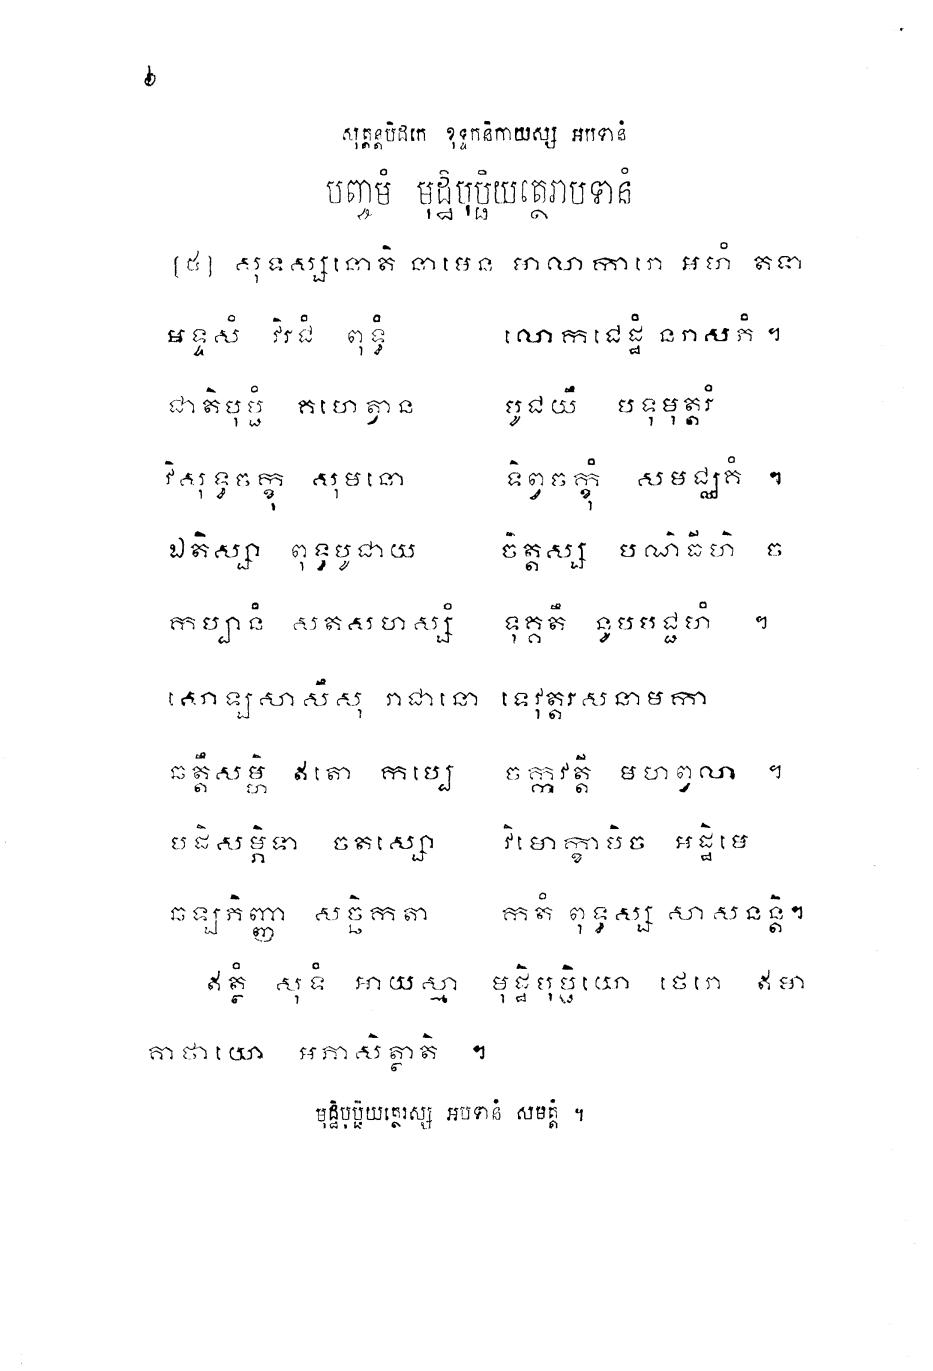 ៦
សុត្តន្តបិដកេ ខុទ្ទកនិកាយស្ស អបទានំ
បញ្ចមំ មុដ្ឋិបុប្ផិយត្ថេរាបទានំ
[៥] សុទស្សនោតិ នាមេន មាលាការោ អហំ តទា
អទ្ទសំ វិរជំ ពុទ្ធំ លោកជេដ្ឋំ នរាសភំ ។
ជាតិបុប្ផំ គហេត្វាន បូជយឹ បទុមុត្តរំ
វិសុទ្ធចក្ខុ សុមនោ ទិព្វចក្ខុំ សមជ្ឈគំ ។
ឯតិស្សា ពុទ្ធបូជាយ ចិត្តស្ស បណិធីហិ ច
កប្បានំ សតសហស្សំ ទុគ្គតឹ នូបបជ្ជហំ ។
សោឡសាសឹសុ រាជានោ ទេវុត្តរសនាមកា
ឆត្តឹសម្ហិ ឥតោ កប្បេ ចក្កវត្តី មហព្វលា ។
បដិសម្ភិទា ចតស្សោ វិមោក្ខាបិច អដ្ឋិមេ
ឆឡភិញ្ញា សច្ឆិកតា កតំ ពុទ្ធស្ស សាសនន្តិ។
ឥត្ថំ សុទំ អាយស្មា មុដ្ឋិបុប្ផិយោ ថេរោ ឥមា
គាថាយោ អភាសិត្ថាតិ ។
មុដ្ឋិបុប្ផិយត្ថេរស្ស អបទានំ សមត្តំ ។